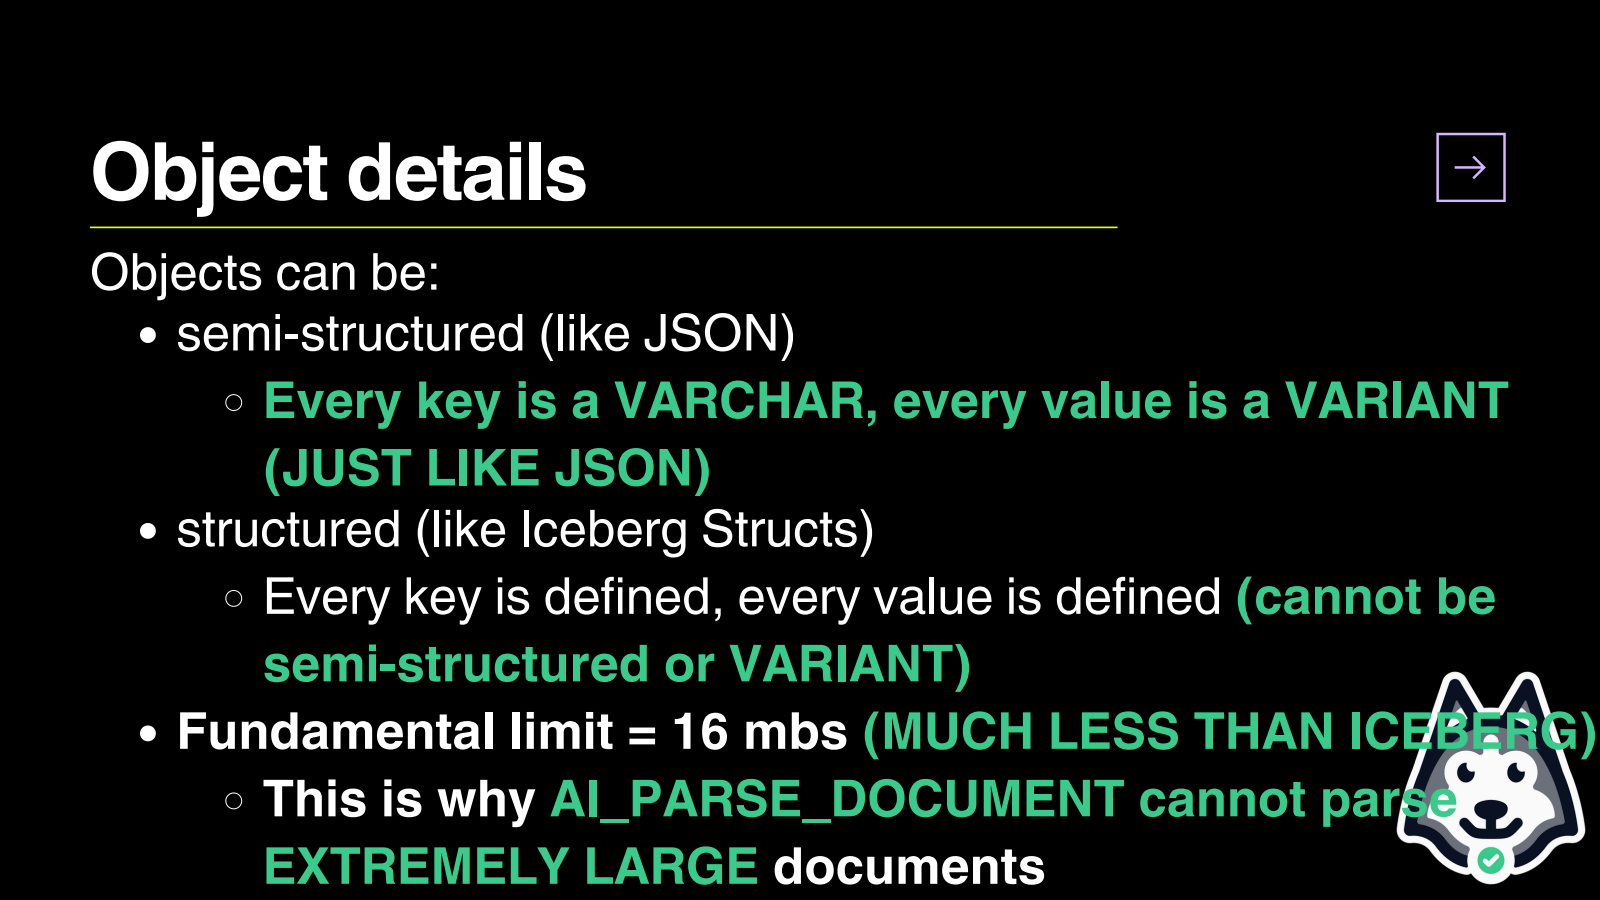 Object details
Objects can be:
• semi-structured (like JSON)
○ Every key is a VARCHAR, every value is a VARIANT
(JUST LIKE JSON)
• structured (like Iceberg Structs)
○ Every key is defined, every value is defined (cannot be
semi-structured or VARIANT)
• Fundamental limit = 16 mbs (MUCH LESS THAN ICEBERG)
○ This is why AI_PARSE_DOCUMENT cannot parse
EXTREMELY LARGE documents